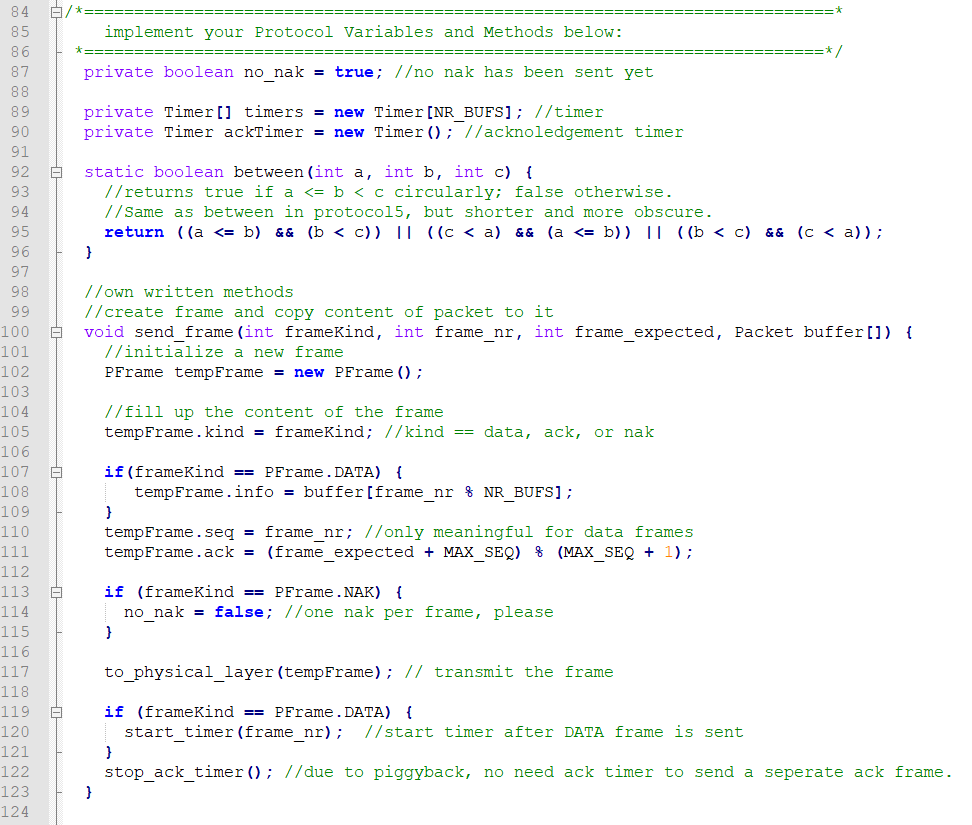 84 /*===========================================================================*
85 implement your Protocol Variables and Methods below:
86 *==========================================================================*/
87 private boolean no_nak = true; //no nak has been sent yet
88
89 private Timer[] timers = new Timer[NR_BUFS]; //timer
90 private Timer ackTimer = new Timer(); //acknoledgement timer
91
92 static boolean between(int a, int b, int c) {
93 //returns true if a <= b < c circularly; false otherwise.
94 //Same as between in protocol5, but shorter and more obscure.
95 return ((a <= b) && (b < c)) || ((c < a) && (a <= b)) || ((b < c) && (c < a));
96 }
97
98 //own written methods
99 //create frame and copy content of packet to it
100 void send_frame(int frameKind, int frame_nr, int frame_expected, Packet buffer[]) {
101 //initialize a new frame
102 PFrame tempFrame = new PFrame();
103
104 //fill up the content of the frame
105 tempFrame.kind = frameKind; //kind == data, ack, or nak
106
107 if(frameKind == PFrame.DATA) {
108 tempFrame.info = buffer[frame_nr % NR_BUFS];
109 }
110 tempFrame.seq = frame_nr; //only meaningful for data frames
111 tempFrame.ack = (frame_expected + MAX_SEQ) % (MAX_SEQ + 1);
112
113 if (frameKind == PFrame.NAK) {
114 no_nak = false; //one nak per frame, please
115 }
116
117 to_physical_layer(tempFrame); // transmit the frame
118
119 if (frameKind == PFrame.DATA) {
120 start_timer(frame_nr); //start timer after DATA frame is sent
121 }
122 stop_ack_timer(); //due to piggyback, no need ack timer to send a seperate ack frame.
123 }
124